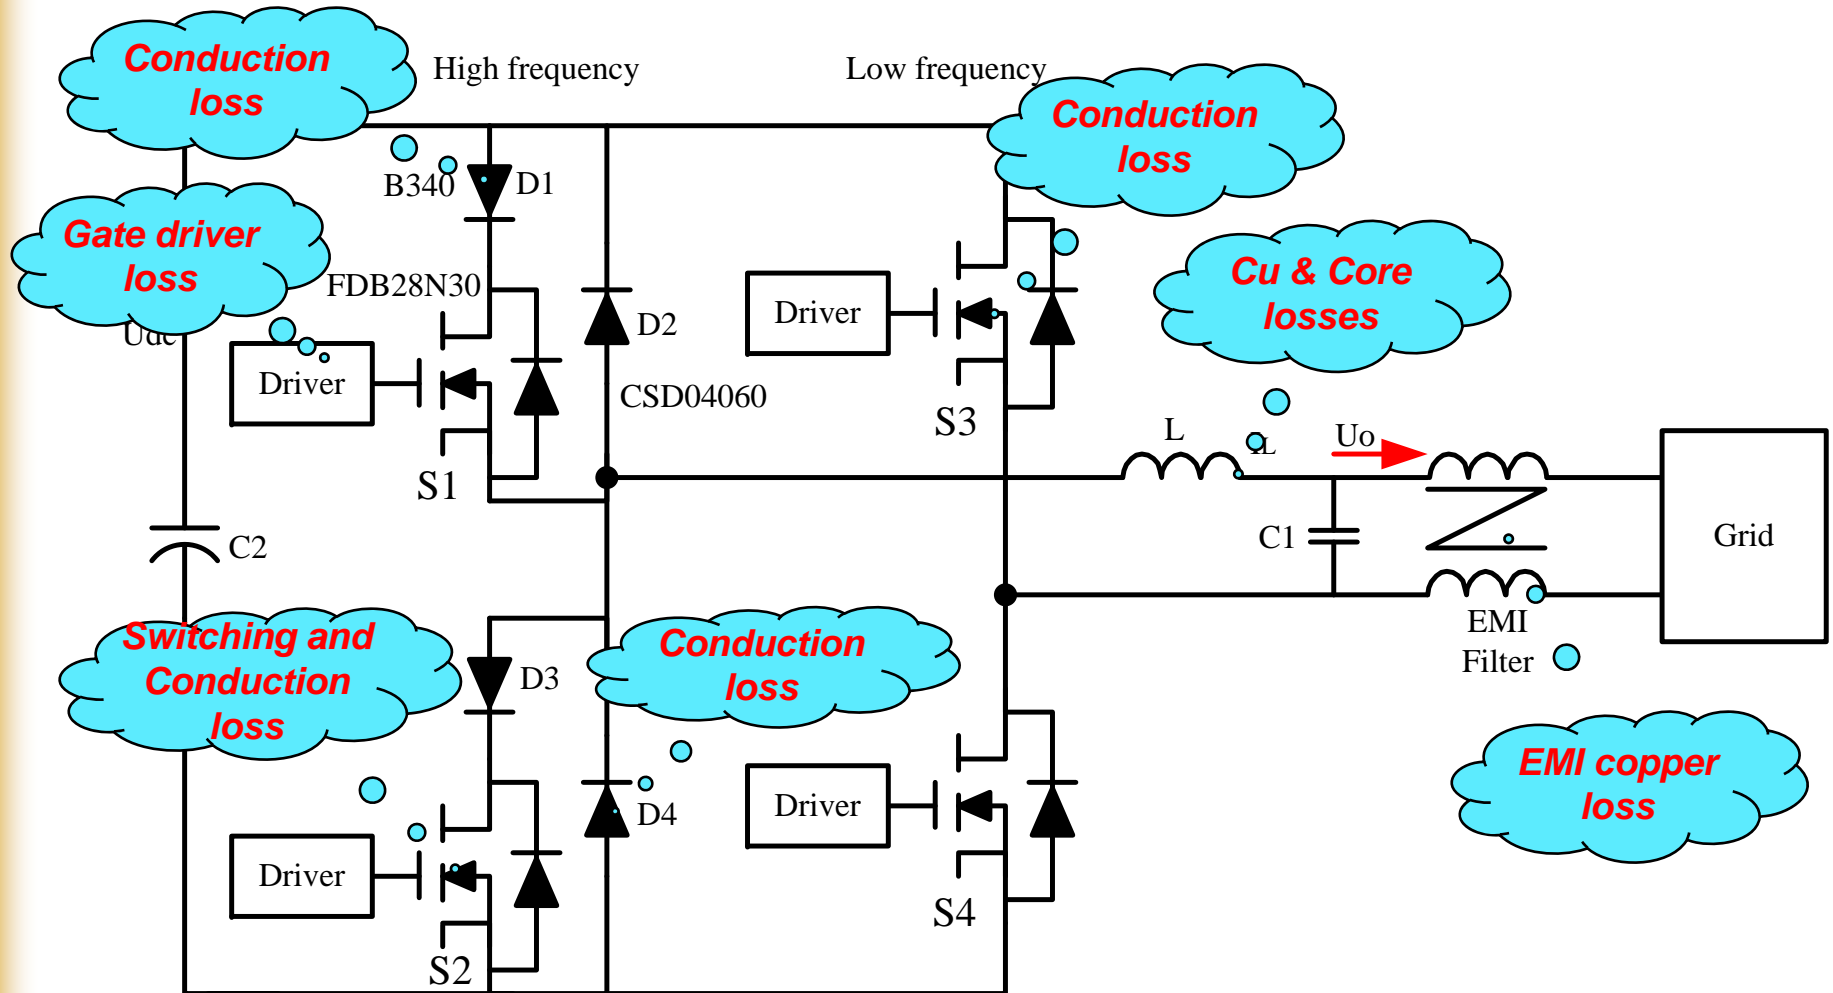 Conduction
loss
High frequency
Low frequency
Conduction
loss
B340
D1
Gate driver
loss
Udc
FDB28N30
Driver
D2
CSD04060
Driver
S3
Cu & Core
losses
S1
L
IL
Uo
C2
C1
Grid
EMI
Filter
Switching and
Conduction
loss
D3
Conduction
loss
EMI copper
loss
Driver
D4
Driver
S2
S4